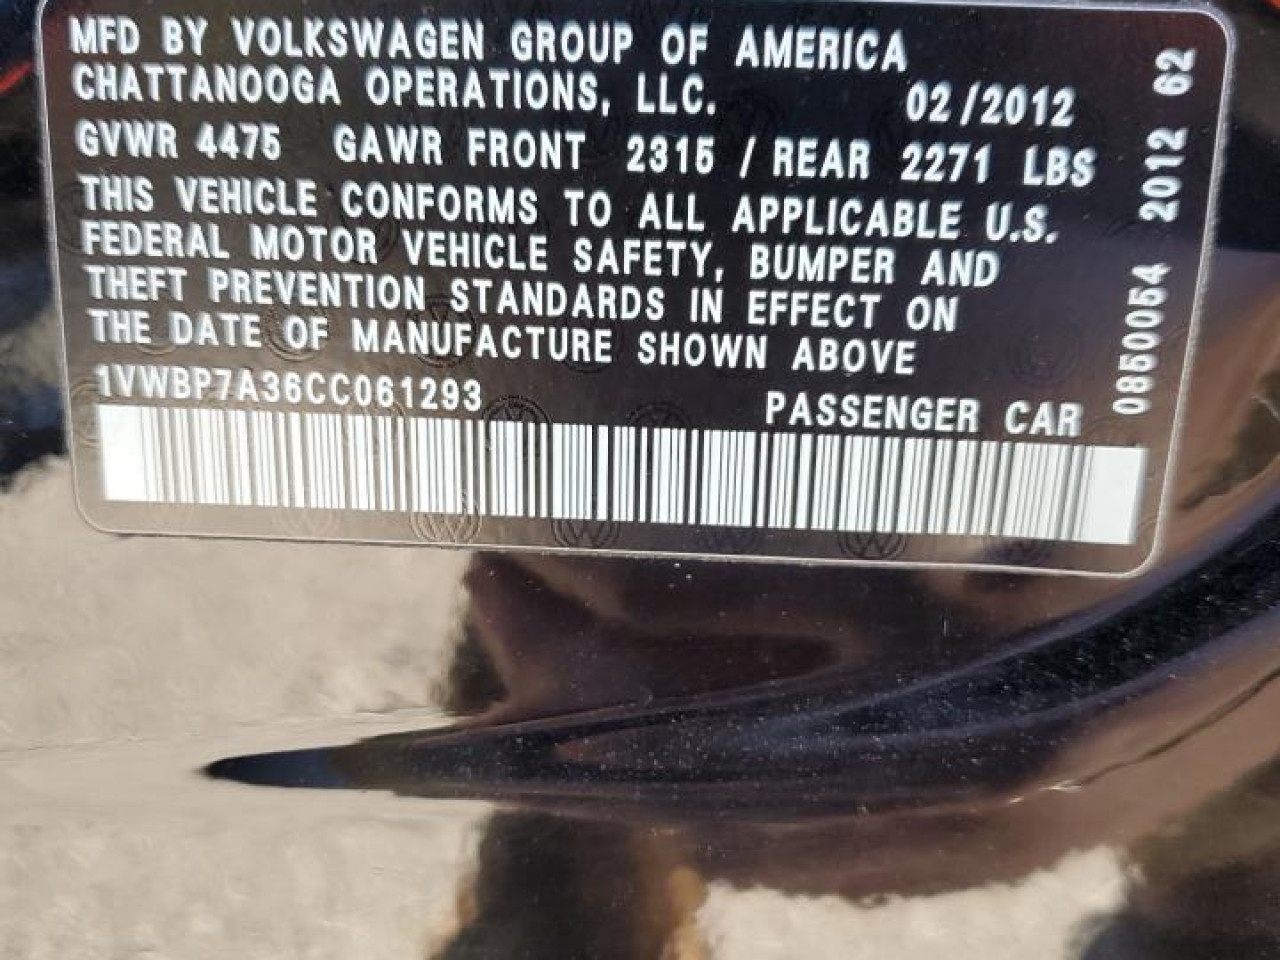 MFD BY VOLKSWAGEN GROUP OF AMERICA
CHATTANOOGA OPERATIONS, LLC. 02/2012
GVWR 4475 GAWR FRONT 2315 / REAR 2271 LBS
THIS VEHICLE CONFORMS TO ALL APPLICABLE U.S.
FEDERAL MOTOR VEHICLE SAFETY, BUMPER AND
THEFT PREVENTION STANDARDS IN EFFECT ON
THE DATE OF MANUFACTURE SHOWN ABOVE
1VWBP7A36CC061293 PASSENGER CAR
0850054 2012 62